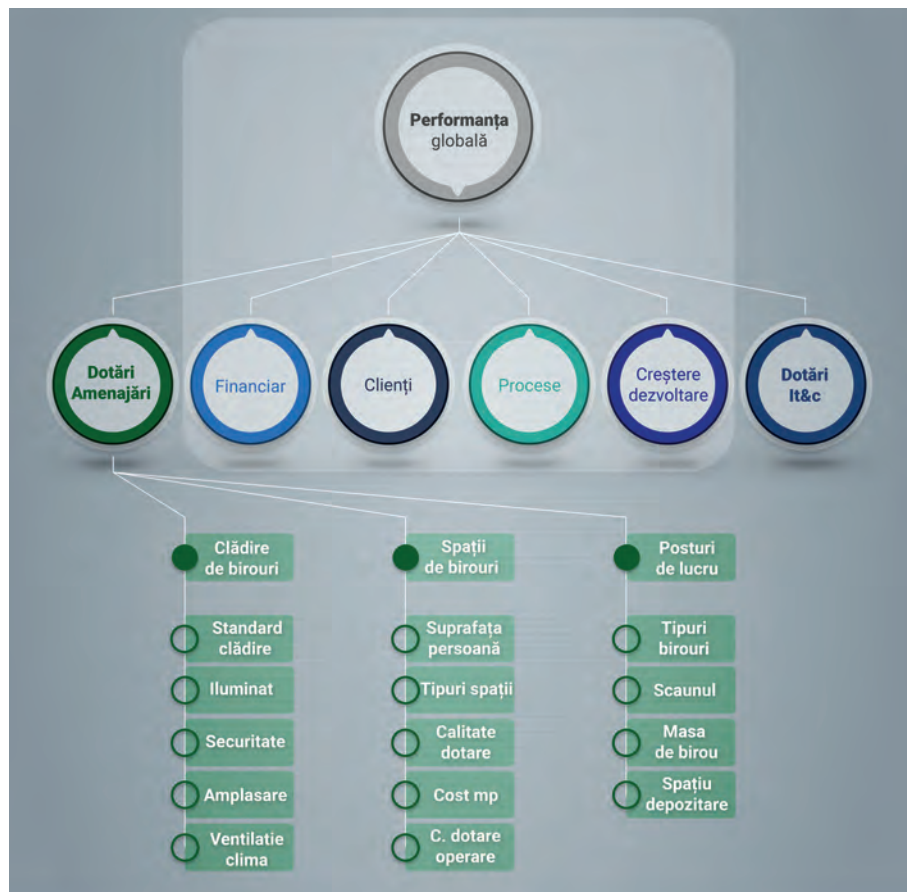 Performanța
globală
Dotări
Amenajări
Financiar
Clienți
Procese
Creștere
dezvoltare
Dotări
It&c
Clădire
de birouri
Spații
de birouri
Posturi
de lucru
Standard
clădire
Suprafața
persoană
Tipuri
birouri
Iluminat
Tipuri spații
Scaunul
Securitate
Calitate
dotare
Masa
de birou
Amplasare
Cost mp
Spațiu
depozitare
Ventilatie
clima
C. dotare
operare